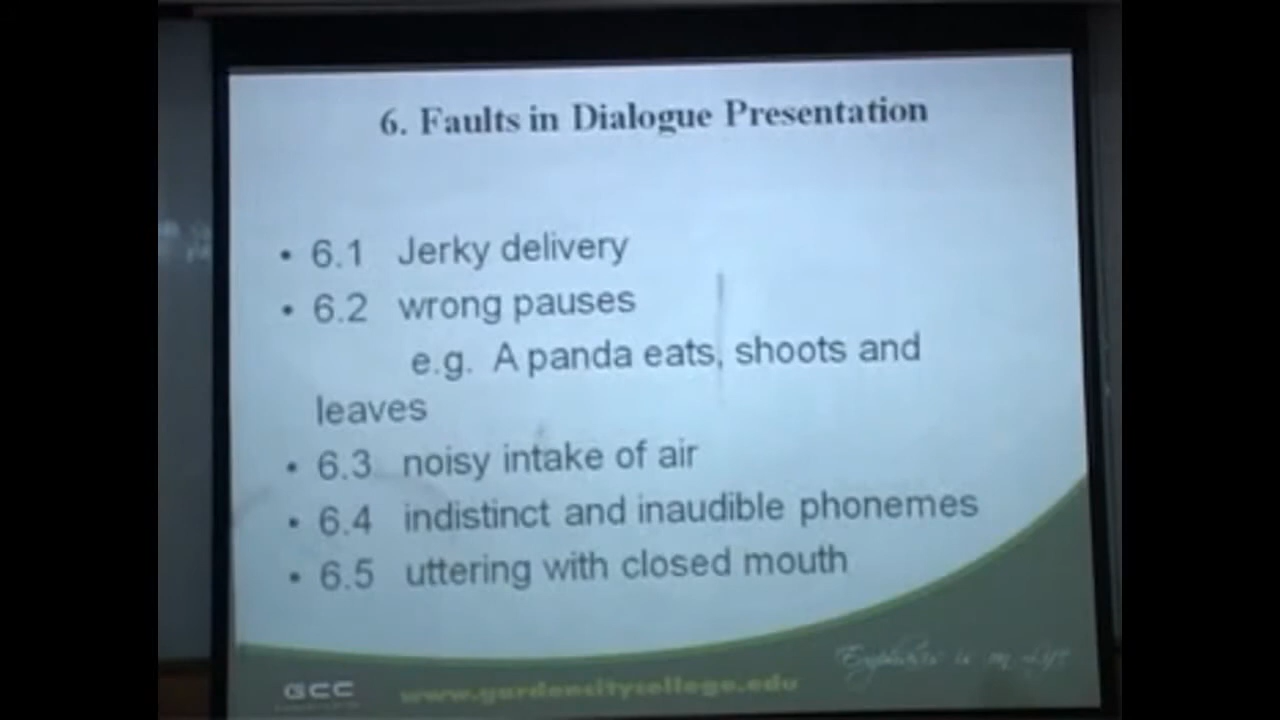 6. Faults in Dialogue Presentation
• 6.1 Jerky delivery
• 6.2 wrong pauses
e.g. A panda eats, shoots and
leaves
• 6.3 noisy intake of air
• 6.4 indistinct and inaudible phonemes
• 6.5 uttering with closed mouth
GCC
www.gardencitycollege.edu